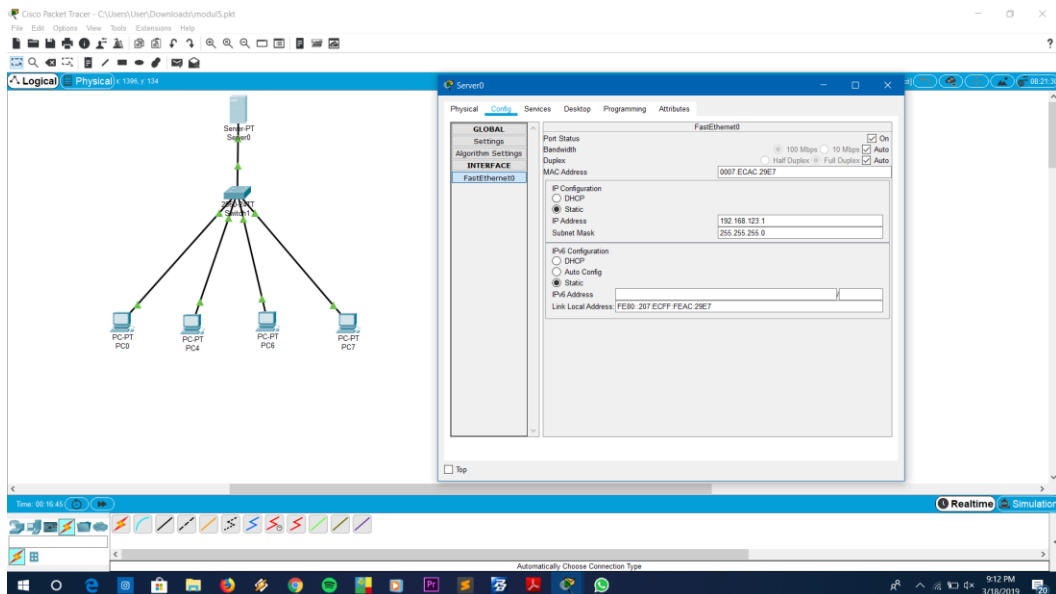 Cisco Packet Tracer - C:\Users\User\Downloads\modul5.pkt
File Edit Options View Tools Extensions Help
?
Logical Physical x: 1396, y: 134
08:21:30
Server-PT
Server0
Switch1
PC-PT
PC0
PC-PT
PC4
PC-PT
PC6
PC-PT
PC7
Server0
Physical Config Services Desktop Programming Attributes
GLOBAL
Settings
Algorithm Settings
INTERFACE
FastEthernet0
FastEthernet0
Port Status On
Bandwidth 100 Mbps 10 Mbps Auto
Duplex Half Duplex Full Duplex Auto
MAC Address 0007.ECAC.29E7
IP Configuration
DHCP
Static
IP Address 192.168.123.1
Subnet Mask 255.255.255.0
IPv6 Configuration
DHCP
Auto Config
Static
IPv6 Address /
Link Local Address: FE80::207:ECFF:FEAC:29E7
Top
Time: 00:16:45
Realtime Simulation
Automatically Choose Connection Type
9:12 PM
3/18/2019
20